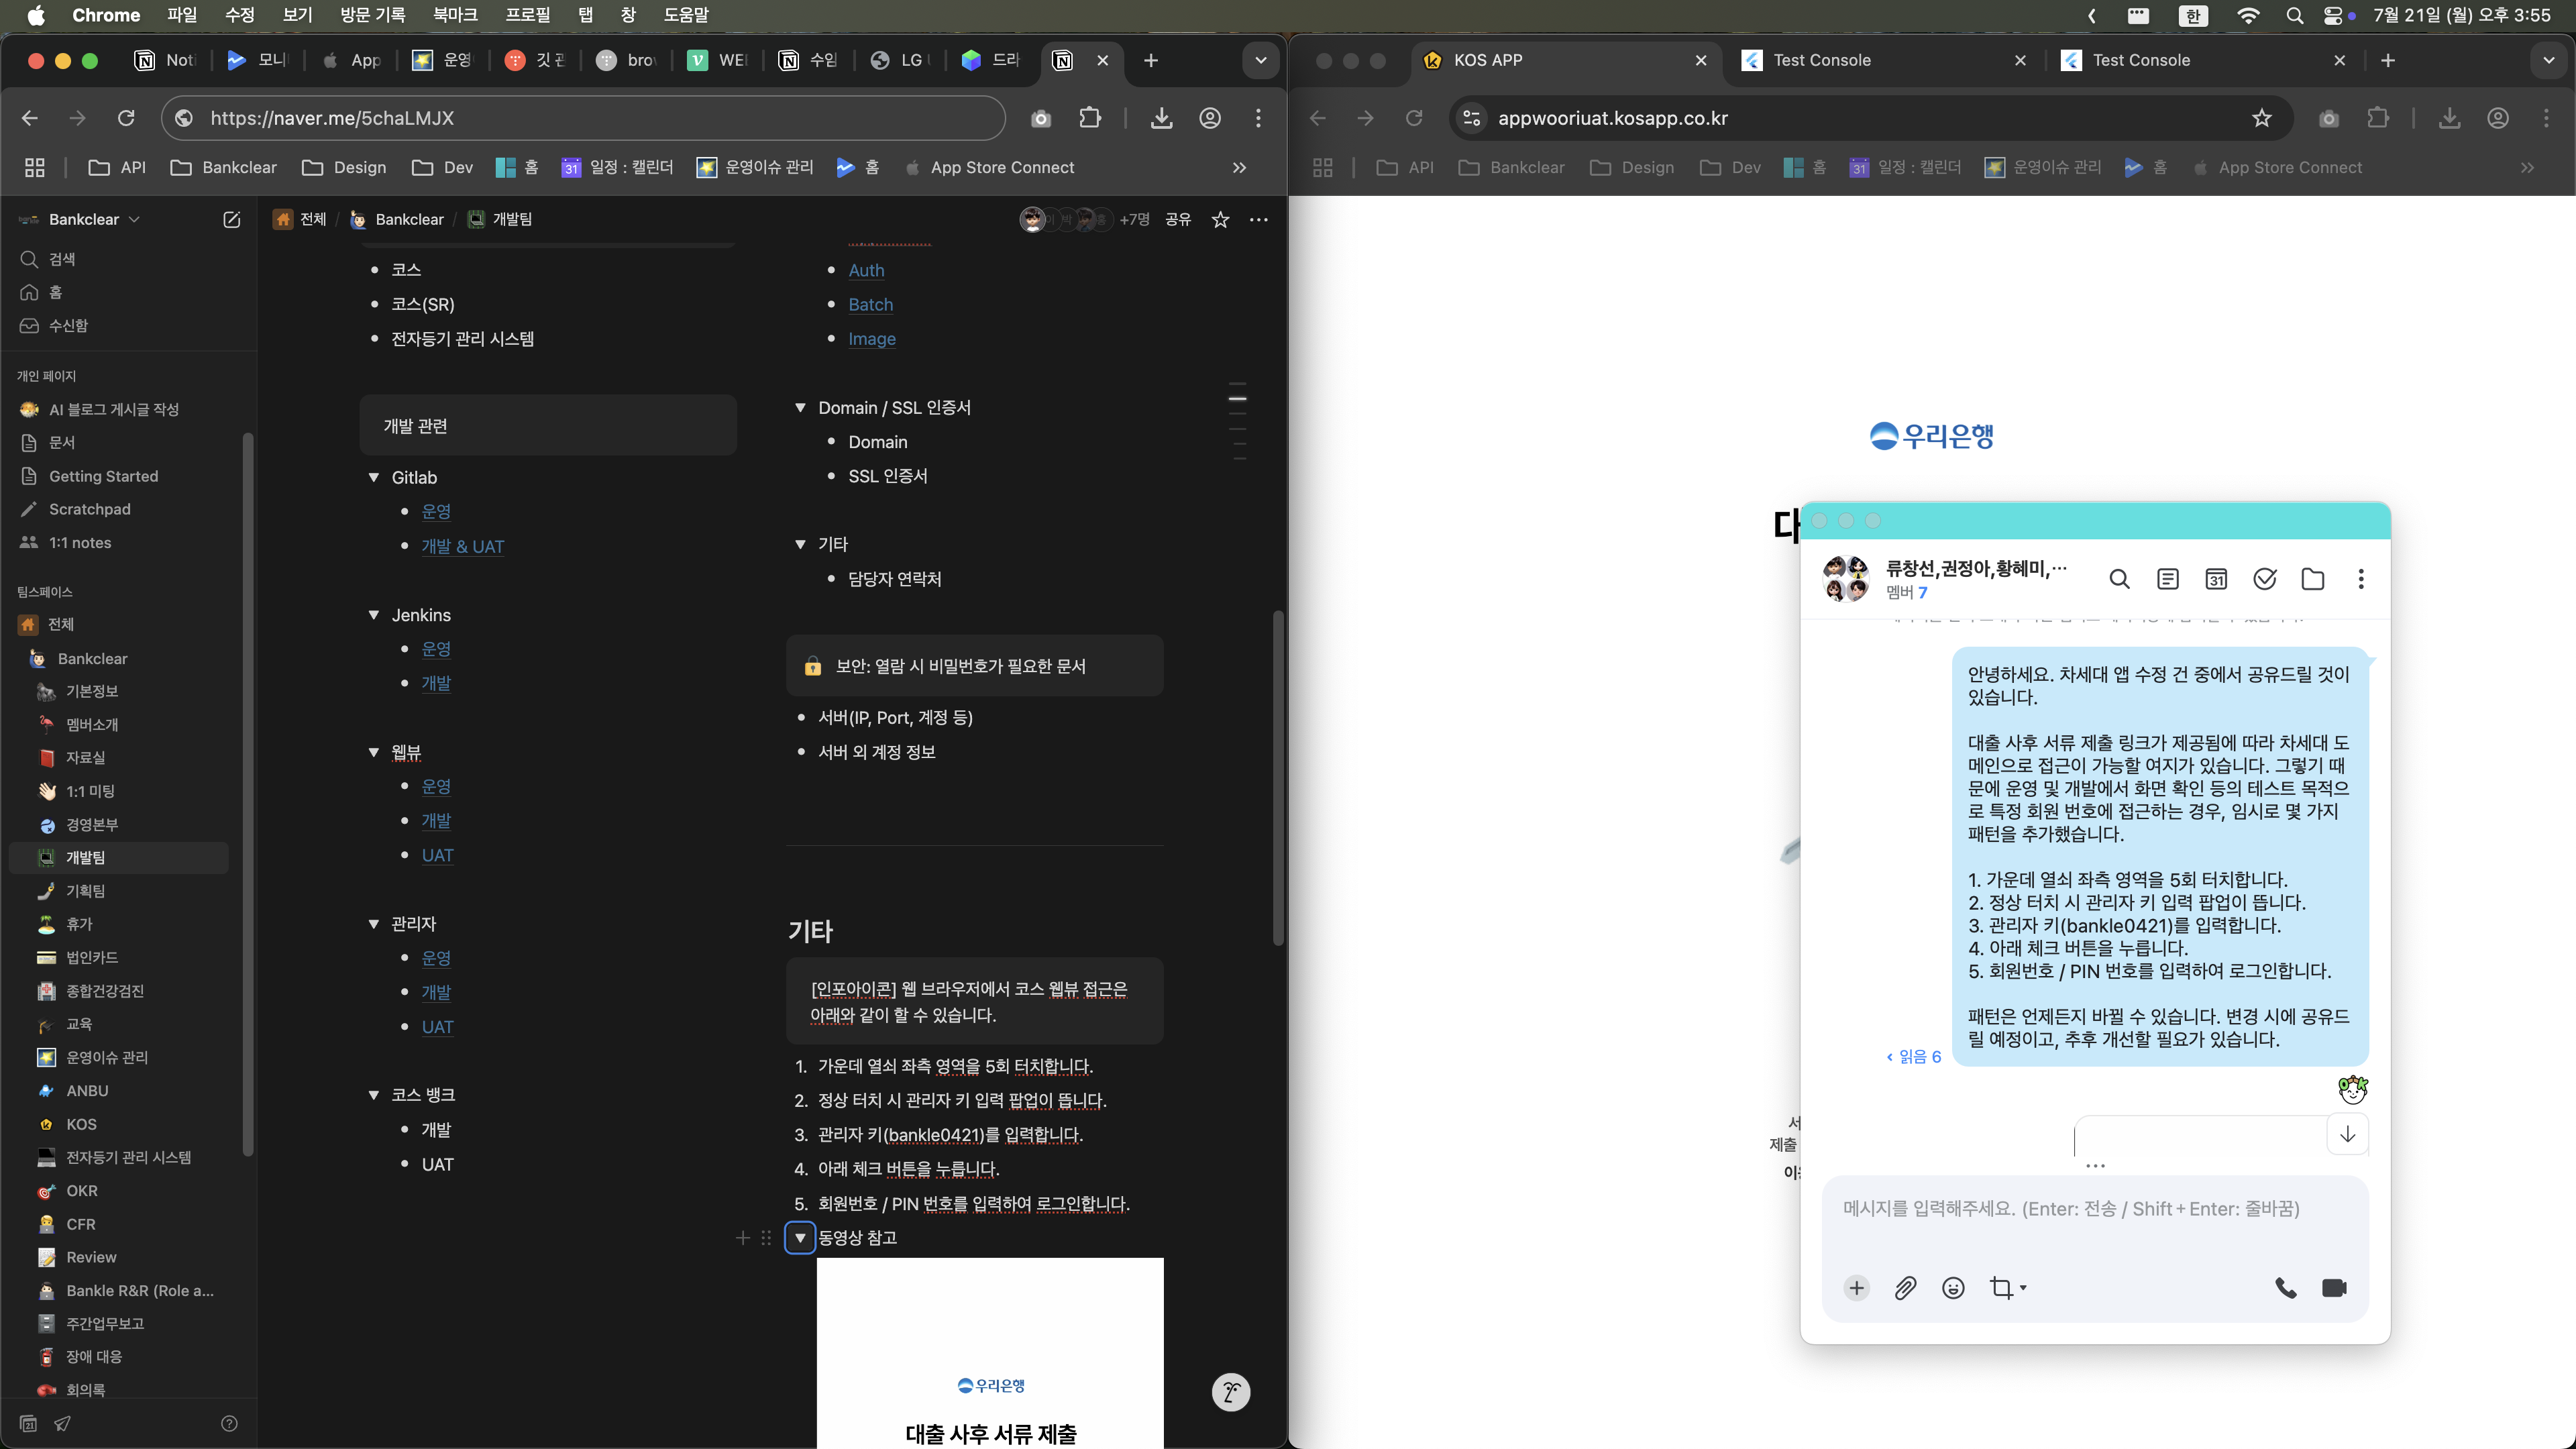 Chrome 파일 수정 보기 방문 기록 북마크 프로필 탭 창 도움말
한 7월 21일 (월) 오후 3:55
Noti 모니 App 운영 깃 관 brow WEB 수임 LG 드라
https://naver.me/5chaLMJX
API Bankclear Design Dev 홈 일정 : 캘린더 운영이슈 관리 홈 App Store Connect
Bankclear
검색
홈
수신함
개인 페이지
AI 블로그 게시글 작성
문서
Getting Started
Scratchpad
1:1 notes
팀스페이스
전체
Bankclear
기본정보
멤버소개
자료실
1:1 미팅
경영본부
개발팀
기획팀
휴가
법인카드
종합건강검진
교육
운영이슈 관리
ANBU
KOS
전자등기 관리 시스템
OKR
CFR
Review
Bankle R&R (Role a...
주간업무보고
장애 대응
회의록
전체 / Bankclear / 개발팀
+7명 공유
코스
코스(SR)
전자등기 관리 시스템
개발 관련
Gitlab
운영
개발 & UAT
Jenkins
운영
개발
웹뷰
운영
개발
UAT
관리자
운영
개발
UAT
코스 뱅크
개발
UAT
Auth
Batch
Image
Domain / SSL 인증서
Domain
SSL 인증서
기타
담당자 연락처
보안: 열람 시 비밀번호가 필요한 문서
서버(IP, Port, 계정 등)
서버 외 계정 정보
기타
[인포아이콘] 웹 브라우저에서 코스 웹뷰 접근은
아래와 같이 할 수 있습니다.
1. 가운데 열쇠 좌측 영역을 5회 터치합니다.
2. 정상 터치 시 관리자 키 입력 팝업이 뜹니다.
3. 관리자 키(bankle0421)를 입력합니다.
4. 아래 체크 버튼을 누릅니다.
5. 회원번호 / PIN 번호를 입력하여 로그인합니다.
동영상 참고
우리은행
대출 사후 서류 제출
KOS APP
Test Console
Test Console
appwooriuat.kosapp.co.kr
API Bankclear Design Dev 홈 일정 : 캘린더 운영이슈 관리 홈 App Store Connect
우리은행
대
서
제출
류창선,권정아,황혜미,...
멤버 7
안녕하세요. 차세대 앱 수정 건 중에서 공유드릴 것이
있습니다.
대출 사후 서류 제출 링크가 제공됨에 따라 차세대 도
메인으로 접근이 가능할 여지가 있습니다. 그렇기 때
문에 운영 및 개발에서 화면 확인 등의 테스트 목적으
로 특정 회원 번호에 접근하는 경우, 임시로 몇 가지
패턴을 추가했습니다.
1. 가운데 열쇠 좌측 영역을 5회 터치합니다.
2. 정상 터치 시 관리자 키 입력 팝업이 뜹니다.
3. 관리자 키(bankle0421)를 입력합니다.
4. 아래 체크 버튼을 누릅니다.
5. 회원번호 / PIN 번호를 입력하여 로그인합니다.
패턴은 언제든지 바뀔 수 있습니다. 변경 시에 공유드
릴 예정이고, 추후 개선할 필요가 있습니다.
읽음 6
OK
메시지를 입력해주세요. (Enter: 전송 / Shift + Enter: 줄바꿈)